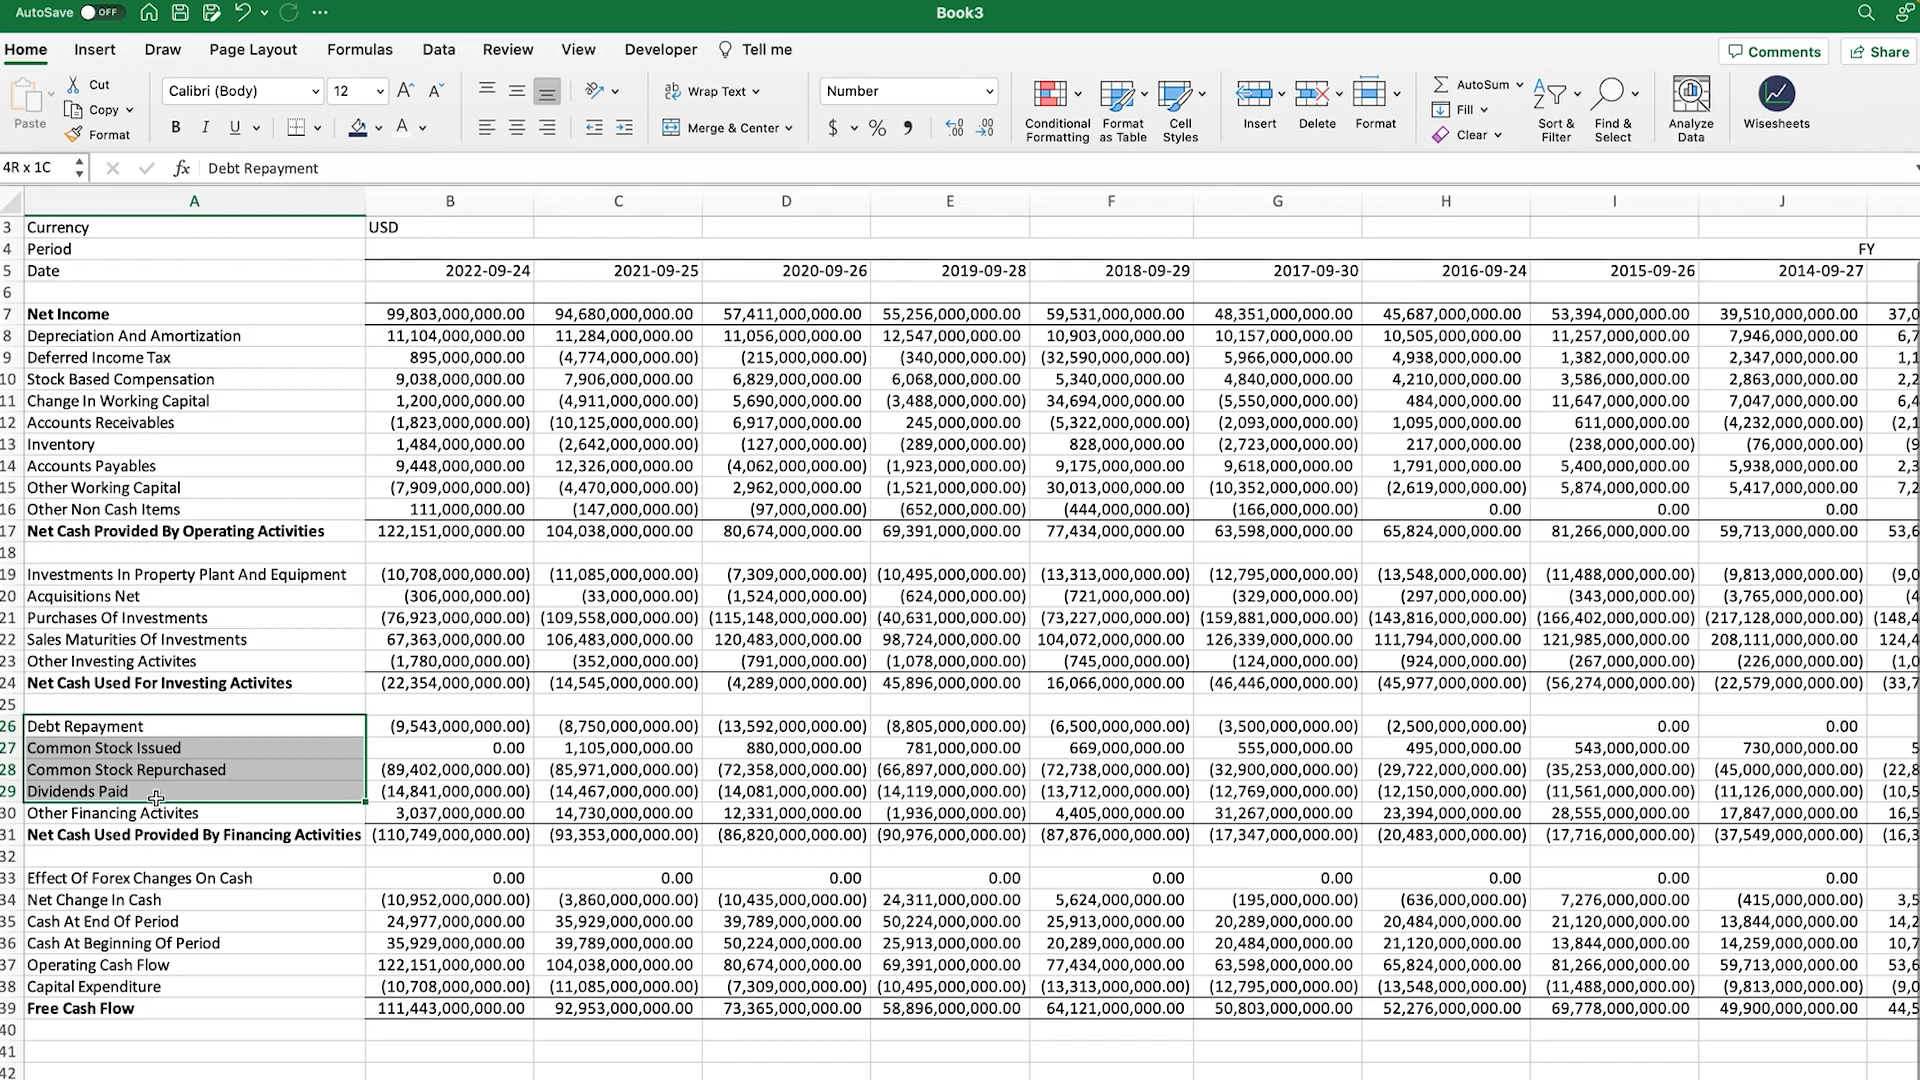 AutoSave OFF Book3
Home Insert Draw Page Layout Formulas Data Review View Developer Tell me Comments Share
Paste Cut Copy Format
Calibri (Body) 12 A^ A˅
B I U A
ab Wrap Text
Merge & Center
Number
$ % 9
Conditional Formatting Format as Table Cell Styles
Insert Delete Format
AutoSum Fill Clear
Sort & Filter Find & Select
Analyze Data Wisesheets
4R x 1C fx Debt Repayment
A B C D E F G H I J
3 Currency USD
4 Period FY
5 Date 2022-09-24 2021-09-25 2020-09-26 2019-09-28 2018-09-29 2017-09-30 2016-09-24 2015-09-26 2014-09-27
6
7 Net Income 99,803,000,000.00 94,680,000,000.00 57,411,000,000.00 55,256,000,000.00 59,531,000,000.00 48,351,000,000.00 45,687,000,000.00 53,394,000,000.00 39,510,000,000.00 37,0
8 Depreciation And Amortization 11,104,000,000.00 11,284,000,000.00 11,056,000,000.00 12,547,000,000.00 10,903,000,000.00 10,157,000,000.00 10,505,000,000.00 11,257,000,000.00 7,946,000,000.00 6,7
9 Deferred Income Tax 895,000,000.00 (4,774,000,000.00) (215,000,000.00) (340,000,000.00) (32,590,000,000.00) 5,966,000,000.00 4,938,000,000.00 1,382,000,000.00 2,347,000,000.00 1,1
10 Stock Based Compensation 9,038,000,000.00 7,906,000,000.00 6,829,000,000.00 6,068,000,000.00 5,340,000,000.00 4,840,000,000.00 4,210,000,000.00 3,586,000,000.00 2,863,000,000.00 2,2
11 Change In Working Capital 1,200,000,000.00 (4,911,000,000.00) 5,690,000,000.00 (3,488,000,000.00) 34,694,000,000.00 (5,550,000,000.00) 484,000,000.00 11,647,000,000.00 7,047,000,000.00 6,4
12 Accounts Receivables (1,823,000,000.00) (10,125,000,000.00) 6,917,000,000.00 245,000,000.00 (5,322,000,000.00) (2,093,000,000.00) 1,095,000,000.00 611,000,000.00 (4,232,000,000.00) (2,1
13 Inventory 1,484,000,000.00 (2,642,000,000.00) (127,000,000.00) (289,000,000.00) 828,000,000.00 (2,723,000,000.00) 217,000,000.00 (238,000,000.00) (76,000,000.00) (9
14 Accounts Payables 9,448,000,000.00 12,326,000,000.00 (4,062,000,000.00) (1,923,000,000.00) 9,175,000,000.00 9,618,000,000.00 1,791,000,000.00 5,400,000,000.00 5,938,000,000.00 2,3
15 Other Working Capital (7,909,000,000.00) (4,470,000,000.00) 2,962,000,000.00 (1,521,000,000.00) 30,013,000,000.00 (10,352,000,000.00) (2,619,000,000.00) 5,874,000,000.00 5,417,000,000.00 7,2
16 Other Non Cash Items 111,000,000.00 (147,000,000.00) (97,000,000.00) (652,000,000.00) (444,000,000.00) (166,000,000.00) 0.00 0.00 0.00
17 Net Cash Provided By Operating Activities 122,151,000,000.00 104,038,000,000.00 80,674,000,000.00 69,391,000,000.00 77,434,000,000.00 63,598,000,000.00 65,824,000,000.00 81,266,000,000.00 59,713,000,000.00 53,6
18
19 Investments In Property Plant And Equipment (10,708,000,000.00) (11,085,000,000.00) (7,309,000,000.00) (10,495,000,000.00) (13,313,000,000.00) (12,795,000,000.00) (13,548,000,000.00) (11,488,000,000.00) (9,813,000,000.00) (9,0
20 Acquisitions Net (306,000,000.00) (33,000,000.00) (1,524,000,000.00) (624,000,000.00) (721,000,000.00) (329,000,000.00) (297,000,000.00) (343,000,000.00) (3,765,000,000.00) (4
21 Purchases Of Investments (76,923,000,000.00) (109,558,000,000.00) (115,148,000,000.00) (40,631,000,000.00) (73,227,000,000.00) (159,881,000,000.00) (143,816,000,000.00) (166,402,000,000.00) (217,128,000,000.00) (148,4
22 Sales Maturities Of Investments 67,363,000,000.00 106,483,000,000.00 120,483,000,000.00 98,724,000,000.00 104,072,000,000.00 126,339,000,000.00 111,794,000,000.00 121,985,000,000.00 208,111,000,000.00 124,4
23 Other Investing Activites (1,780,000,000.00) (352,000,000.00) (791,000,000.00) (1,078,000,000.00) (745,000,000.00) (124,000,000.00) (924,000,000.00) (267,000,000.00) (226,000,000.00) (1,0
24 Net Cash Used For Investing Activites (22,354,000,000.00) (14,545,000,000.00) (4,289,000,000.00) 45,896,000,000.00 16,066,000,000.00 (46,446,000,000.00) (45,977,000,000.00) (56,274,000,000.00) (22,579,000,000.00) (33,7
25
26 Debt Repayment (9,543,000,000.00) (8,750,000,000.00) (13,592,000,000.00) (8,805,000,000.00) (6,500,000,000.00) (3,500,000,000.00) (2,500,000,000.00) 0.00 0.00
27 Common Stock Issued 0.00 1,105,000,000.00 880,000,000.00 781,000,000.00 669,000,000.00 555,000,000.00 495,000,000.00 543,000,000.00 730,000,000.00 5
28 Common Stock Repurchased (89,402,000,000.00) (85,971,000,000.00) (72,358,000,000.00) (66,897,000,000.00) (72,738,000,000.00) (32,900,000,000.00) (29,722,000,000.00) (35,253,000,000.00) (45,000,000,000.00) (22,8
29 Dividends Paid (14,841,000,000.00) (14,467,000,000.00) (14,081,000,000.00) (14,119,000,000.00) (13,712,000,000.00) (12,769,000,000.00) (12,150,000,000.00) (11,561,000,000.00) (11,126,000,000.00) (10,5
30 Other Financing Activites 3,037,000,000.00 14,730,000,000.00 12,331,000,000.00 (1,936,000,000.00) 4,405,000,000.00 31,267,000,000.00 23,394,000,000.00 28,555,000,000.00 17,847,000,000.00 16,5
31 Net Cash Used Provided By Financing Activities (110,749,000,000.00) (93,353,000,000.00) (86,820,000,000.00) (90,976,000,000.00) (87,876,000,000.00) (17,347,000,000.00) (20,483,000,000.00) (17,716,000,000.00) (37,549,000,000.00) (16,3
32
33 Effect Of Forex Changes On Cash 0.00 0.00 0.00 0.00 0.00 0.00 0.00 0.00 0.00
34 Net Change In Cash (10,952,000,000.00) (3,860,000,000.00) (10,435,000,000.00) 24,311,000,000.00 5,624,000,000.00 (195,000,000.00) (636,000,000.00) 7,276,000,000.00 (415,000,000.00) 3,5
35 Cash At End Of Period 24,977,000,000.00 35,929,000,000.00 39,789,000,000.00 50,224,000,000.00 25,913,000,000.00 20,289,000,000.00 20,484,000,000.00 21,120,000,000.00 13,844,000,000.00 14,2
36 Cash At Beginning Of Period 35,929,000,000.00 39,789,000,000.00 50,224,000,000.00 25,913,000,000.00 20,289,000,000.00 20,484,000,000.00 21,120,000,000.00 13,844,000,000.00 14,259,000,000.00 10,7
37 Operating Cash Flow 122,151,000,000.00 104,038,000,000.00 80,674,000,000.00 69,391,000,000.00 77,434,000,000.00 63,598,000,000.00 65,824,000,000.00 81,266,000,000.00 59,713,000,000.00 53,6
38 Capital Expenditure (10,708,000,000.00) (11,085,000,000.00) (7,309,000,000.00) (10,495,000,000.00) (13,313,000,000.00) (12,795,000,000.00) (13,548,000,000.00) (11,488,000,000.00) (9,813,000,000.00) (9,0
39 Free Cash Flow 111,443,000,000.00 92,953,000,000.00 73,365,000,000.00 58,896,000,000.00 64,121,000,000.00 50,803,000,000.00 52,276,000,000.00 69,778,000,000.00 49,900,000,000.00 44,5
40
41
42